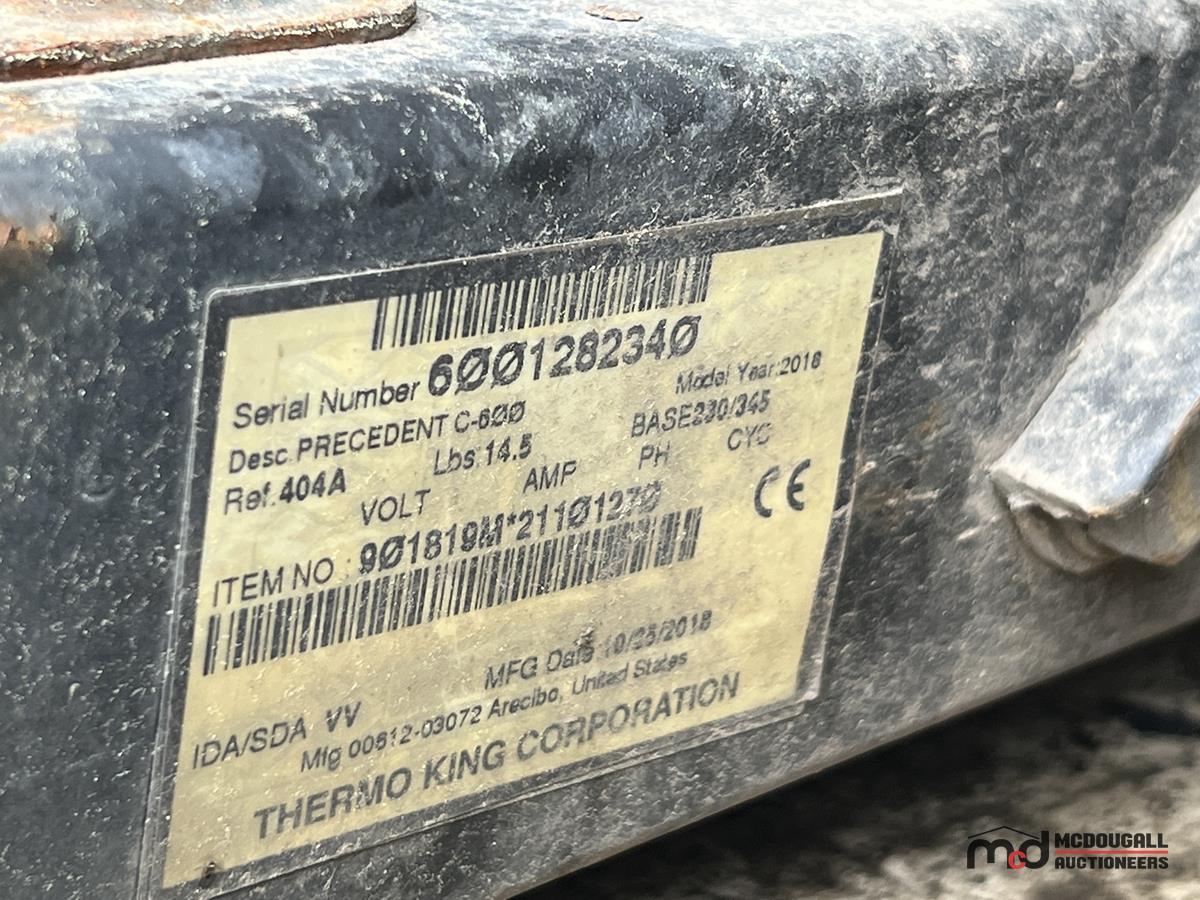 Serial Number 6ØØ128234Ø
Desc.PRECEDENT C-6ØØ Model Year:2018
Ref.404A Lbs:14.5 BASE230/345
VOLT AMP PH CYC
ITEM NO : 9Ø1819M*211Ø127Ø
CE
MFG Date 10/25/2018
IDA/SDA VV
Mfg 00612-03072 Arecibo, United States
THERMO KING CORPORATION
mcd MCDOUGALL
AUCTIONEERS